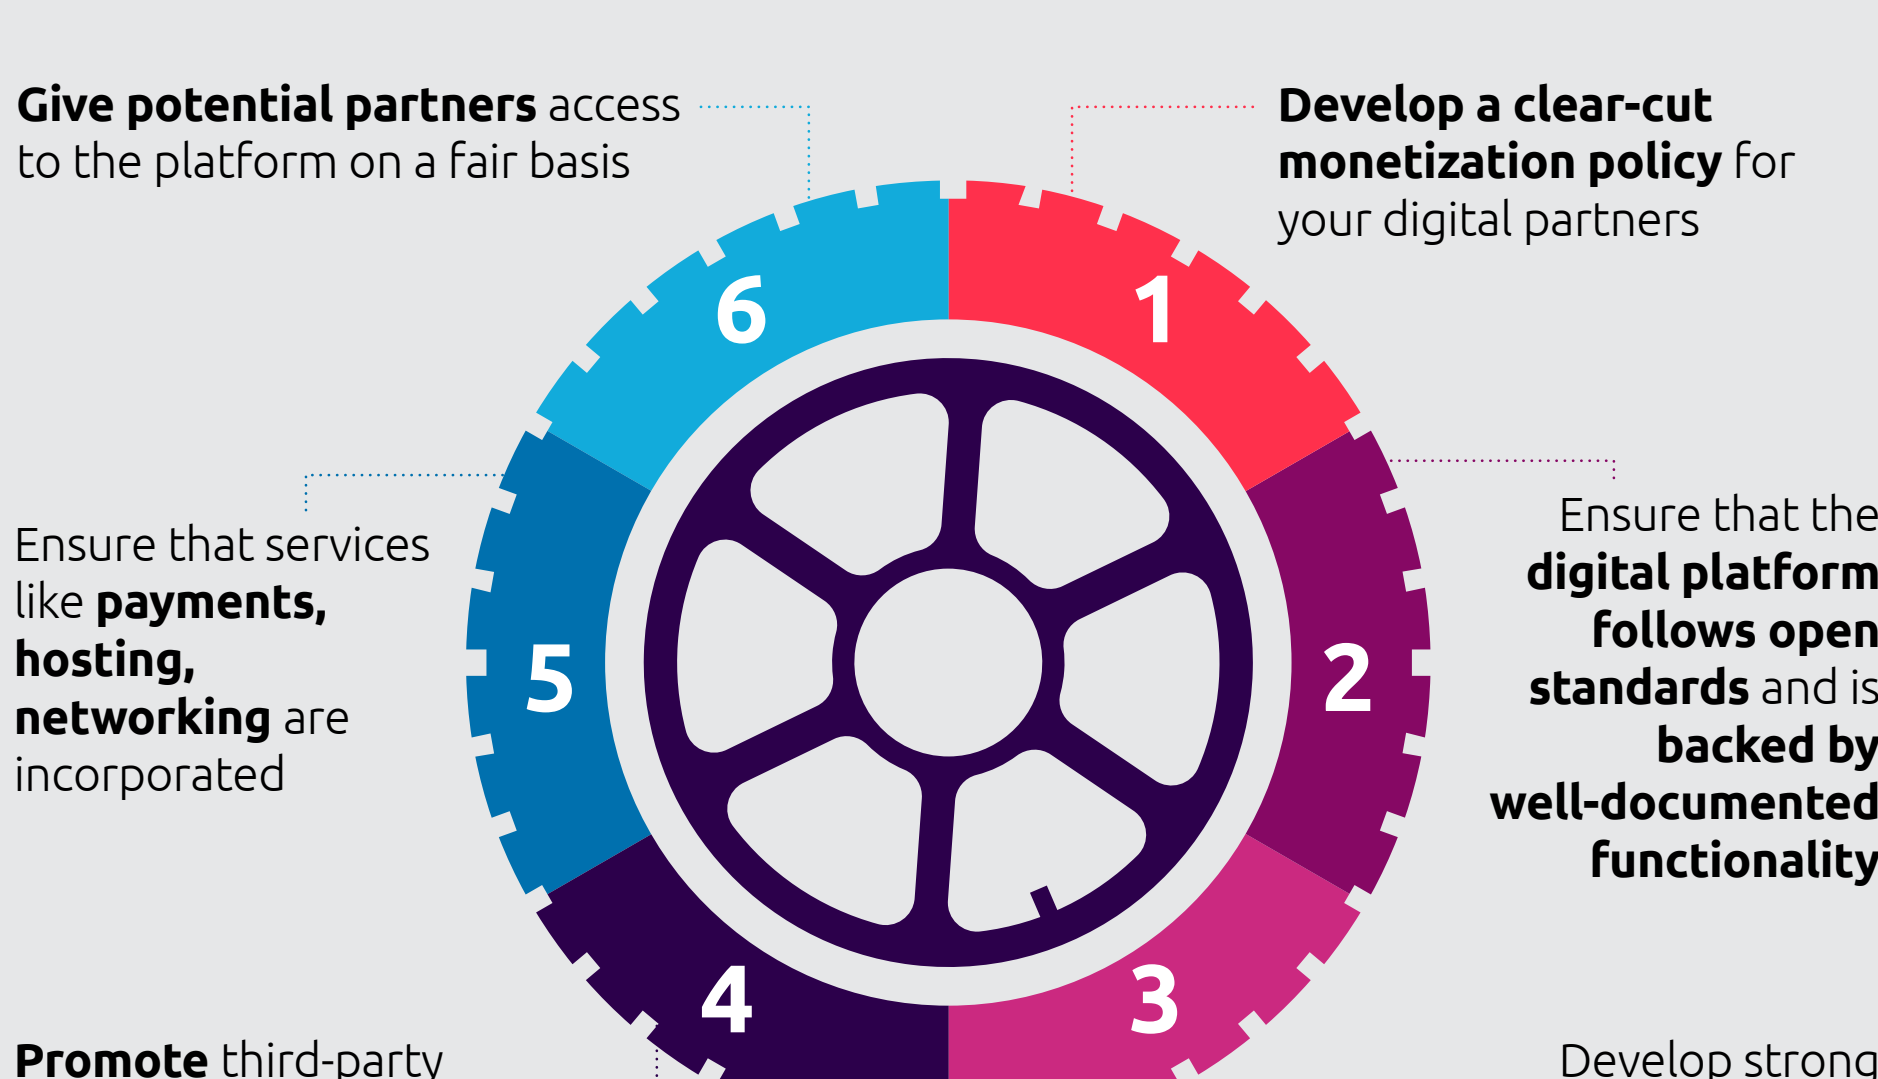 Give potential partners access
to the platform on a fair basis
Develop a clear-cut
monetization policy for
your digital partners
6
1
Ensure that services
like payments,
hosting,
networking are
incorporated
5
2
Ensure that the
digital platform
follows open
standards and is
backed by
well-documented
functionality
4
3
Promote third-party
Develop strong